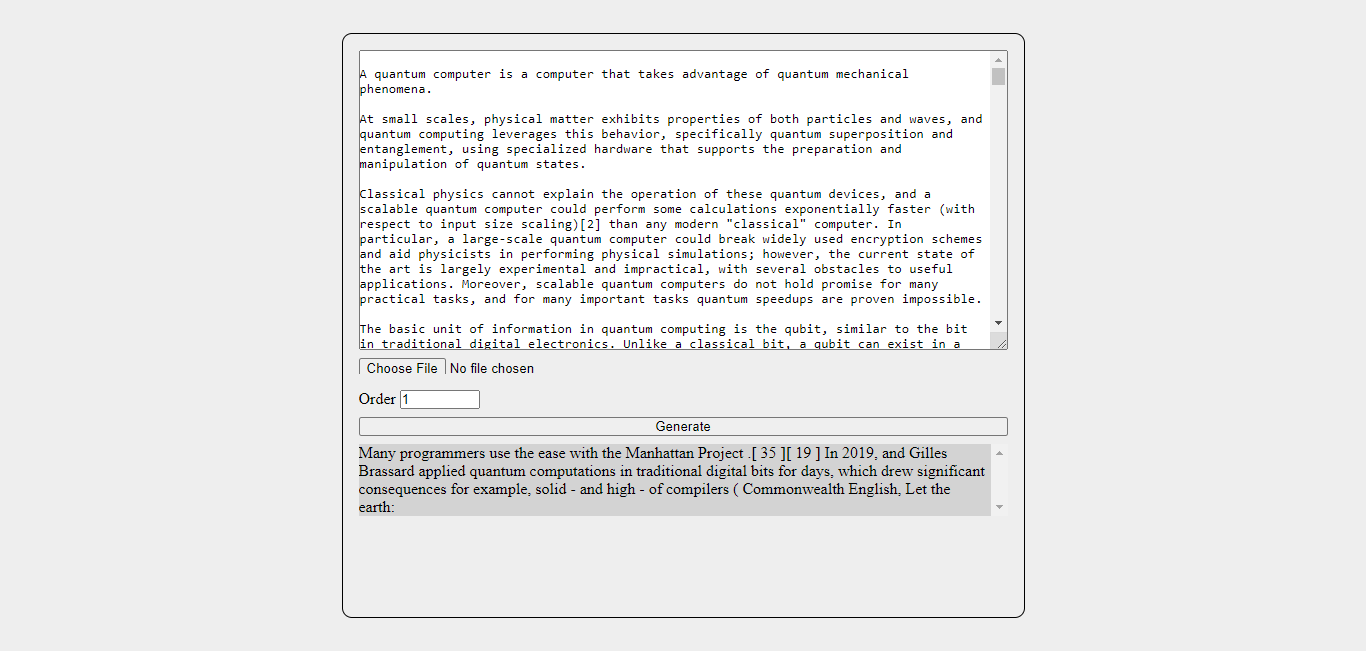 A quantum computer is a computer that takes advantage of quantum mechanical
phenomena.
At small scales, physical matter exhibits properties of both particles and waves, and
quantum computing leverages this behavior, specifically quantum superposition and
entanglement, using specialized hardware that supports the preparation and
manipulation of quantum states.
Classical physics cannot explain the operation of these quantum devices, and a
scalable quantum computer could perform some calculations exponentially faster (with
respect to input size scaling)[2] than any modern "classical" computer. In
particular, a large-scale quantum computer could break widely used encryption schemes
and aid physicists in performing physical simulations; however, the current state of
the art is largely experimental and impractical, with several obstacles to useful
applications. Moreover, scalable quantum computers do not hold promise for many
practical tasks, and for many important tasks quantum speedups are proven impossible.
The basic unit of information in quantum computing is the qubit, similar to the bit
in traditional digital electronics. Unlike a classical bit, a qubit can exist in a
Choose File No file chosen
Order 1
Generate
Many programmers use the ease with the Manhattan Project .[ 35 ][ 19 ] In 2019, and Gilles
Brassard applied quantum computations in traditional digital bits for days, which drew significant
consequences for example, solid - and high - of compilers ( Commonwealth English, Let the
earth: